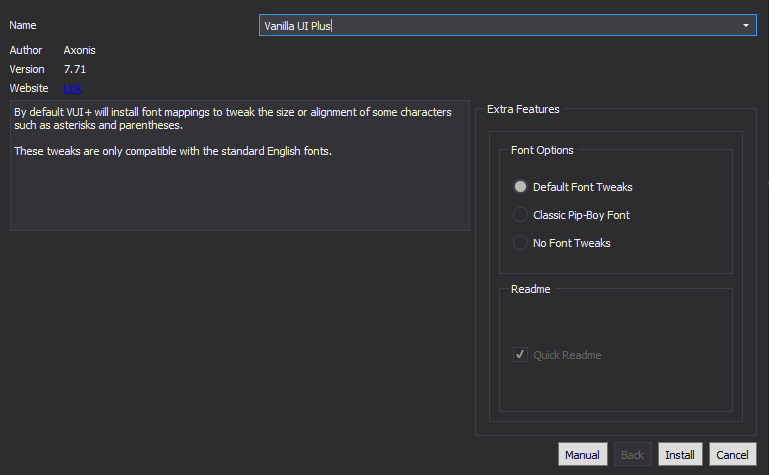 Name
Vanilla UI Plus
Author Axonis
Version 7.71
Website Link
By default VUI+ will install font mappings to tweak the size or alignment of some characters
such as asterisks and parentheses.
These tweaks are only compatible with the standard English fonts.
Extra Features
Font Options
Default Font Tweaks
Classic Pip-Boy Font
No Font Tweaks
Readme
Quick Readme
Manual Back Install Cancel